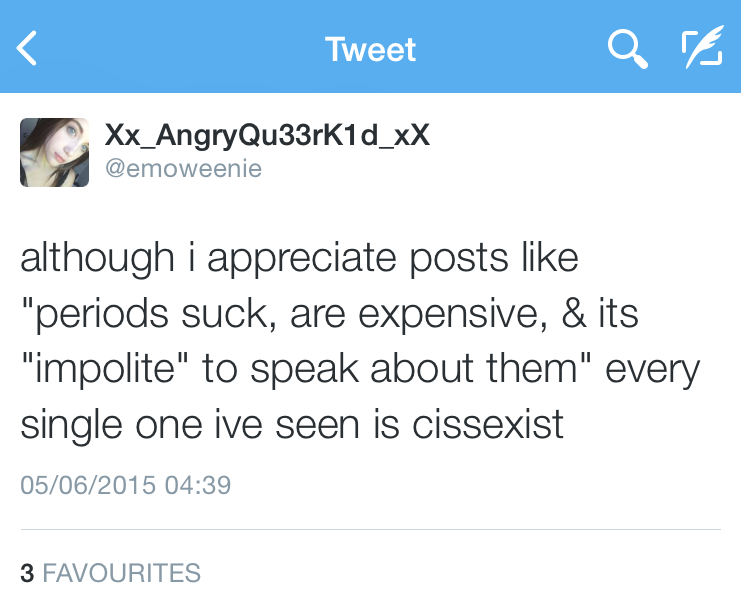 Tweet
Xx_AngryQu33rK1d_xX
@emoweenie
although i appreciate posts like
"periods suck, are expensive, & its
"impolite" to speak about them" every
single one ive seen is cissexist
05/06/2015 04:39
3 FAVOURITES